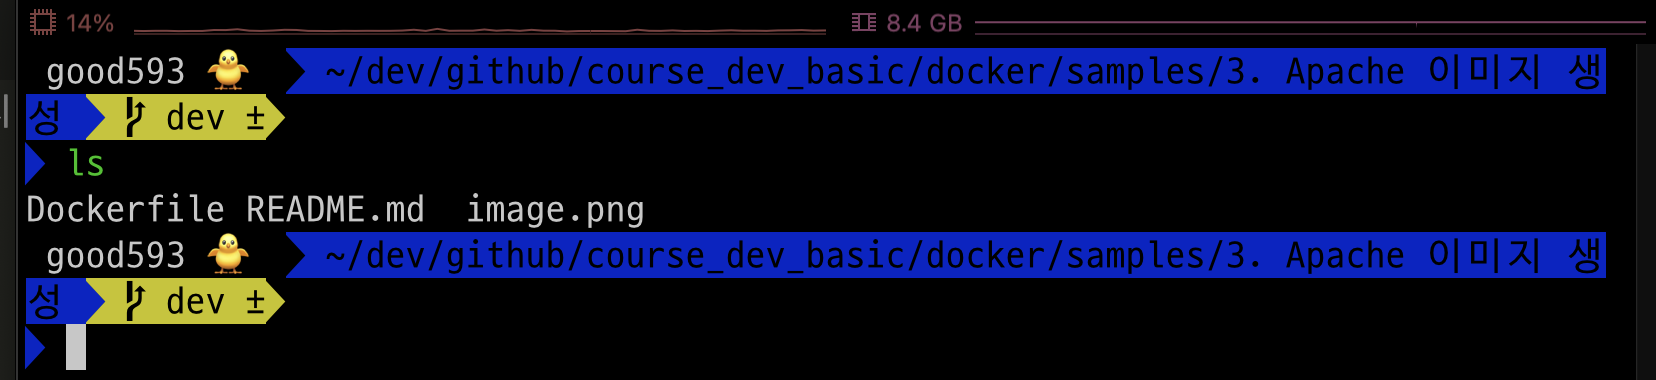 14% 8.4 GB
good593 🐥 ~/dev/github/course_dev_basic/docker/samples/3. Apache 이미지 생
성 dev ±
ls
Dockerfile README.md image.png
good593 🐥 ~/dev/github/course_dev_basic/docker/samples/3. Apache 이미지 생
성 dev ±